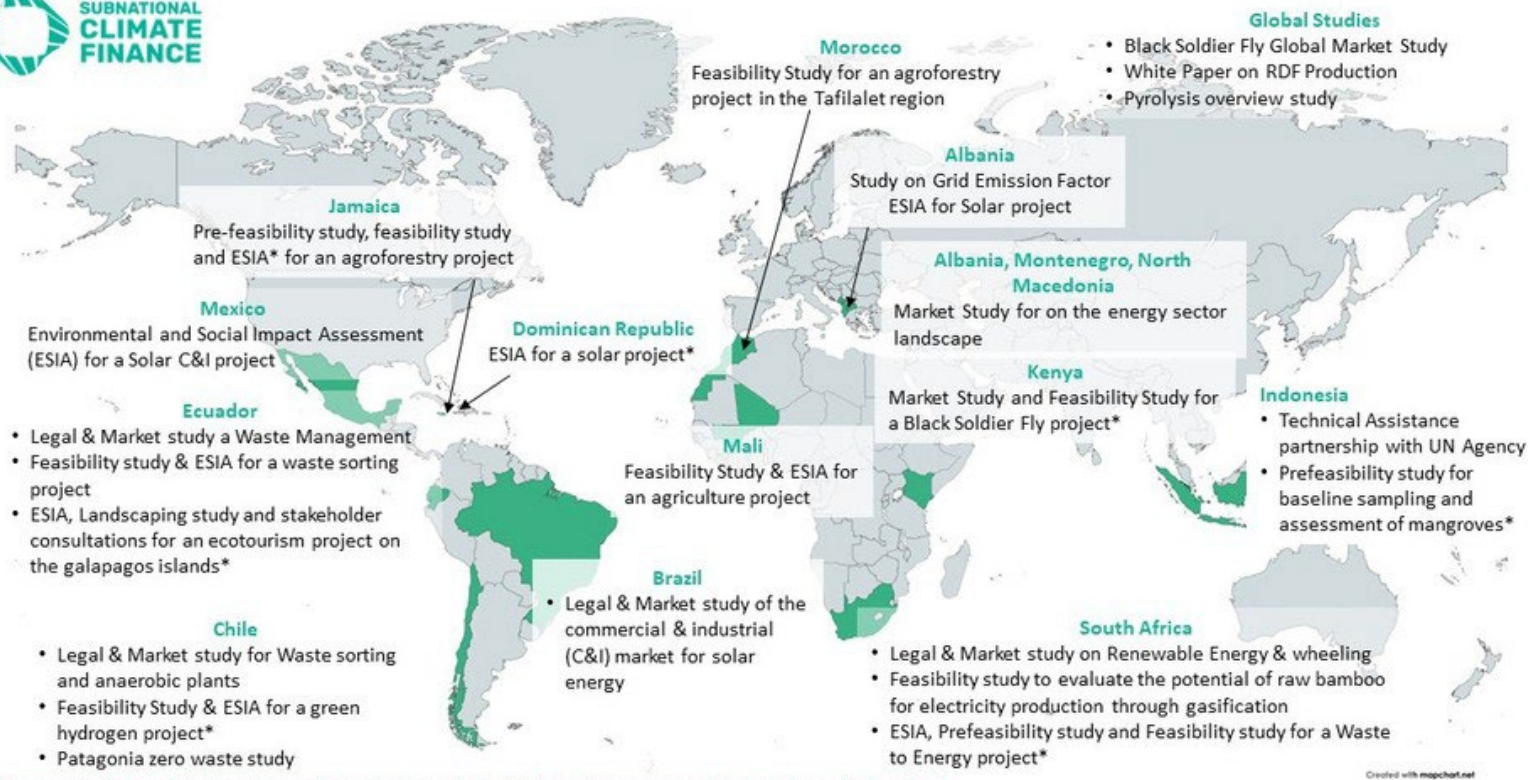 SUBNATIONAL
CLIMATE
FINANCE
Global Studies
• Black Soldier Fly Global Market Study
• White Paper on RDF Production
• Pyrolysis overview study
Morocco
Feasibility Study for an agroforestry
project in the Tafilalet region
Albania
Study on Grid Emission Factor
ESIA for Solar project
Jamaica
Pre-feasibility study, feasibility study
and ESIA* for an agroforestry project
Albania, Montenegro, North
Macedonia
Market Study for on the energy sector
landscape
Mexico
Environmental and Social Impact Assessment
(ESIA) for a Solar C&I project
Dominican Republic
ESIA for a solar project*
Kenya
Market Study and Feasibility Study for
a Black Soldier Fly project*
Indonesia
• Technical Assistance
partnership with UN Agency
• Prefeasibility study for
baseline sampling and
assessment of mangroves*
Ecuador
• Legal & Market study a Waste Management
• Feasibility study & ESIA for a waste sorting
project
• ESIA, Landscaping study and stakeholder
consultations for an ecotourism project on
the galapagos islands*
Mali
Feasibility Study & ESIA for
an agriculture project
Brazil
• Legal & Market study of the
commercial & industrial
(C&I) market for solar
energy
Chile
• Legal & Market study for Waste sorting
and anaerobic plants
• Feasibility Study & ESIA for a green
hydrogen project*
• Patagonia zero waste study
South Africa
• Legal & Market study on Renewable Energy & wheeling
• Feasibility study to evaluate the potential of raw bamboo
for electricity production through gasification
• ESIA, Prefeasibility study and Feasibility study for a Waste
to Energy project*
Created with mapchart.net